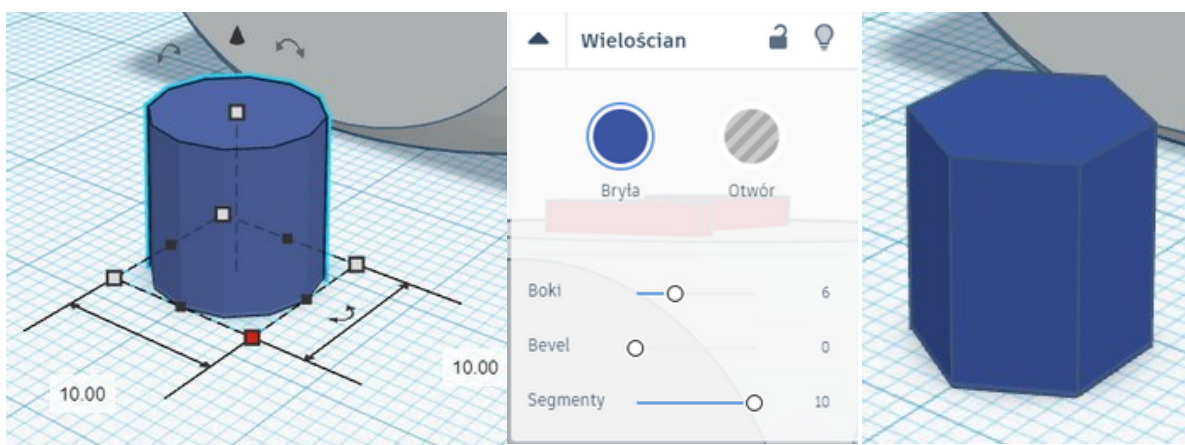 10.00
10.00
Wielościan
Bryła
Otwór
Boki
6
Bevel
0
Segmenty
10